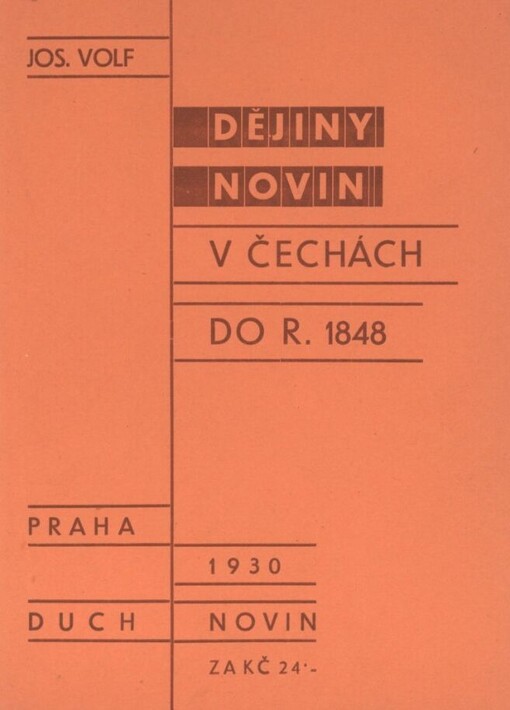 JOS. VOLF
DĚJINY
NOVIN
V ČECHÁCH
DO R. 1848
PRAHA
1930
DUCH NOVIN
ZA KČ 24·-